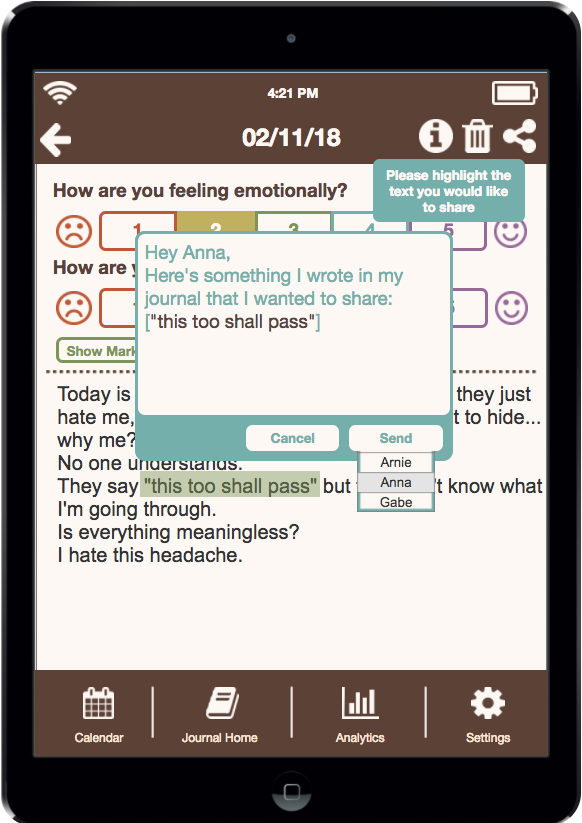 4:21 PM
02/11/18
Please highlight the
text you would like
to share
How are you feeling emotionally?
1 2 3 4 5
How are
Hey Anna,
Here's something I wrote in my
journal that I wanted to share:
["this too shall pass"]
Show
Cancel Send
Arnie
Anna
Gabe
Today is they just
hate me, to hide...
why me?
No one understands.
They say "this too shall pass" but know what
I'm going through.
Is everything meaningless?
I hate this headache.
Calendar Journal Home Analytics Settings